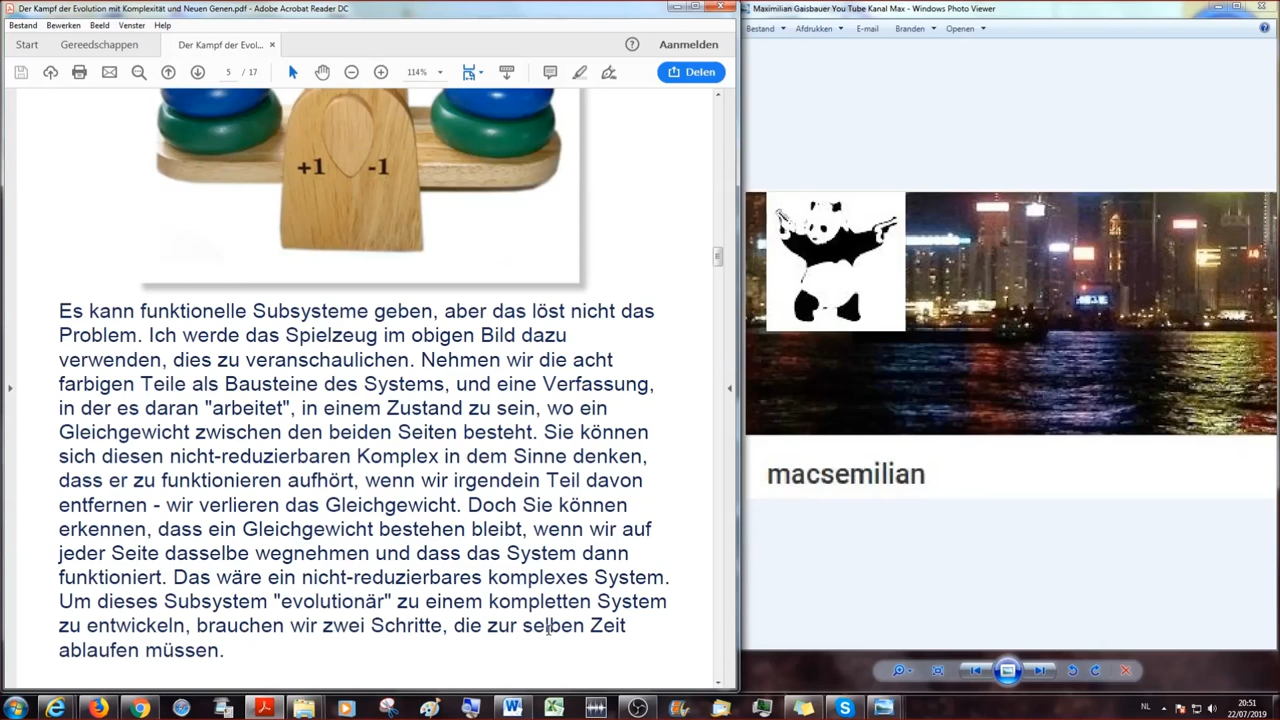 Der Kampf der Evolution mit Komplexität und Neuen Genen.pdf - Adobe Acrobat Reader DC
Bestand Bewerken Beeld Venster Help
Start Gereedschappen Der Kampf der Evol... × Aanmelden
5 / 17 114% Delen
+1 -1
Es kann funktionelle Subsysteme geben, aber das löst nicht das
Problem. Ich werde das Spielzeug im obigen Bild dazu
verwenden, dies zu veranschaulichen. Nehmen wir die acht
farbigen Teile als Bausteine des Systems, und eine Verfassung,
in der es daran "arbeitet", in einem Zustand zu sein, wo ein
Gleichgewicht zwischen den beiden Seiten besteht. Sie können
sich diesen nicht-reduzierbaren Komplex in dem Sinne denken,
dass er zu funktionieren aufhört, wenn wir irgendein Teil davon
entfernen - wir verlieren das Gleichgewicht. Doch Sie können
erkennen, dass ein Gleichgewicht bestehen bleibt, wenn wir auf
jeder Seite dasselbe wegnehmen und dass das System dann
funktioniert. Das wäre ein nicht-reduzierbares komplexes System.
Um dieses Subsystem "evolutionär" zu einem kompletten System
zu entwickeln, brauchen wir zwei Schritte, die zur selben Zeit
ablaufen müssen.
Maximilian Gaisbauer You Tube Kanal Max - Windows Photo Viewer
Bestand Afdrukken E-mail Branden Openen
macsemilian
NL
20:51
22/07/2019